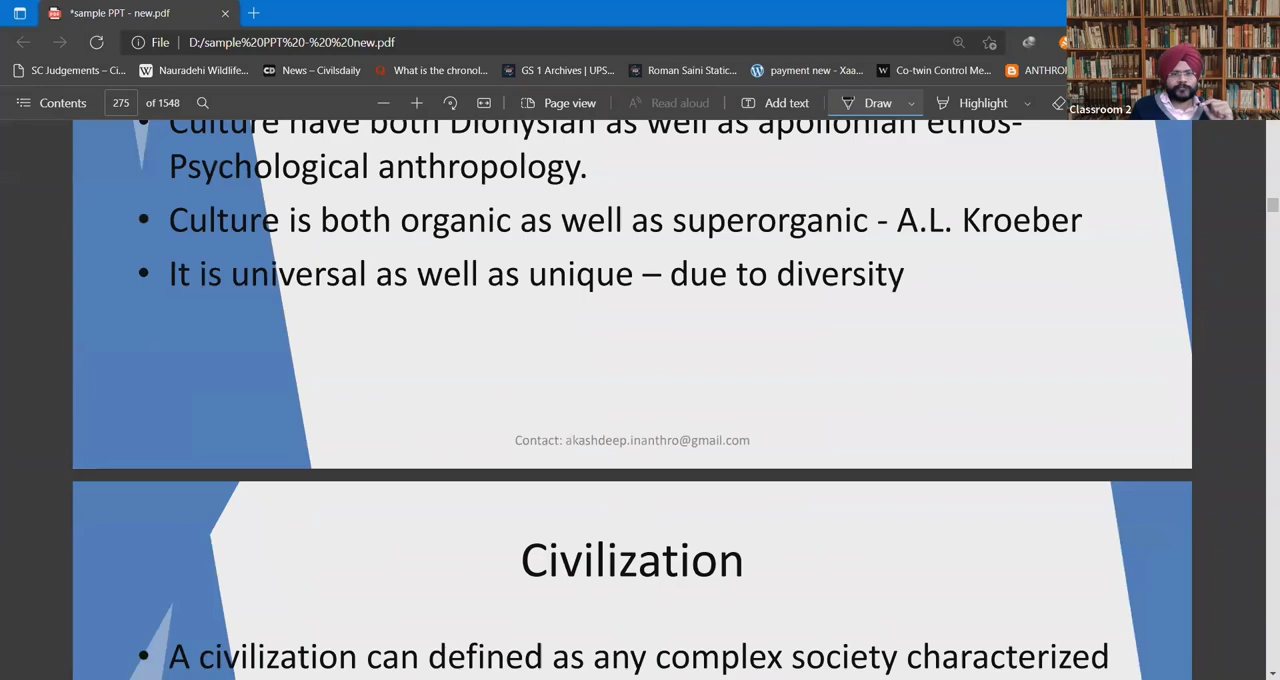 *sample PPT - new.pdf
File | D:/sample%20PPT%20-%20%20new.pdf
SC Judgements – Ci... Nauradehi Wildlife... News – Civilsdaily What is the chronol... GS 1 Archives | UPS... Roman Saini Static... payment new - Xaa... Co-twin Control Me... ANTHRO
Contents 275 of 1548 Page view Read aloud Add text Draw Highlight
Classroom 2
Culture have both Dionysian as well as apollonian ethos-
Psychological anthropology.
• Culture is both organic as well as superorganic - A.L. Kroeber
• It is universal as well as unique – due to diversity
Contact: akashdeep.inanthro@gmail.com
Civilization
• A civilization can defined as any complex society characterized